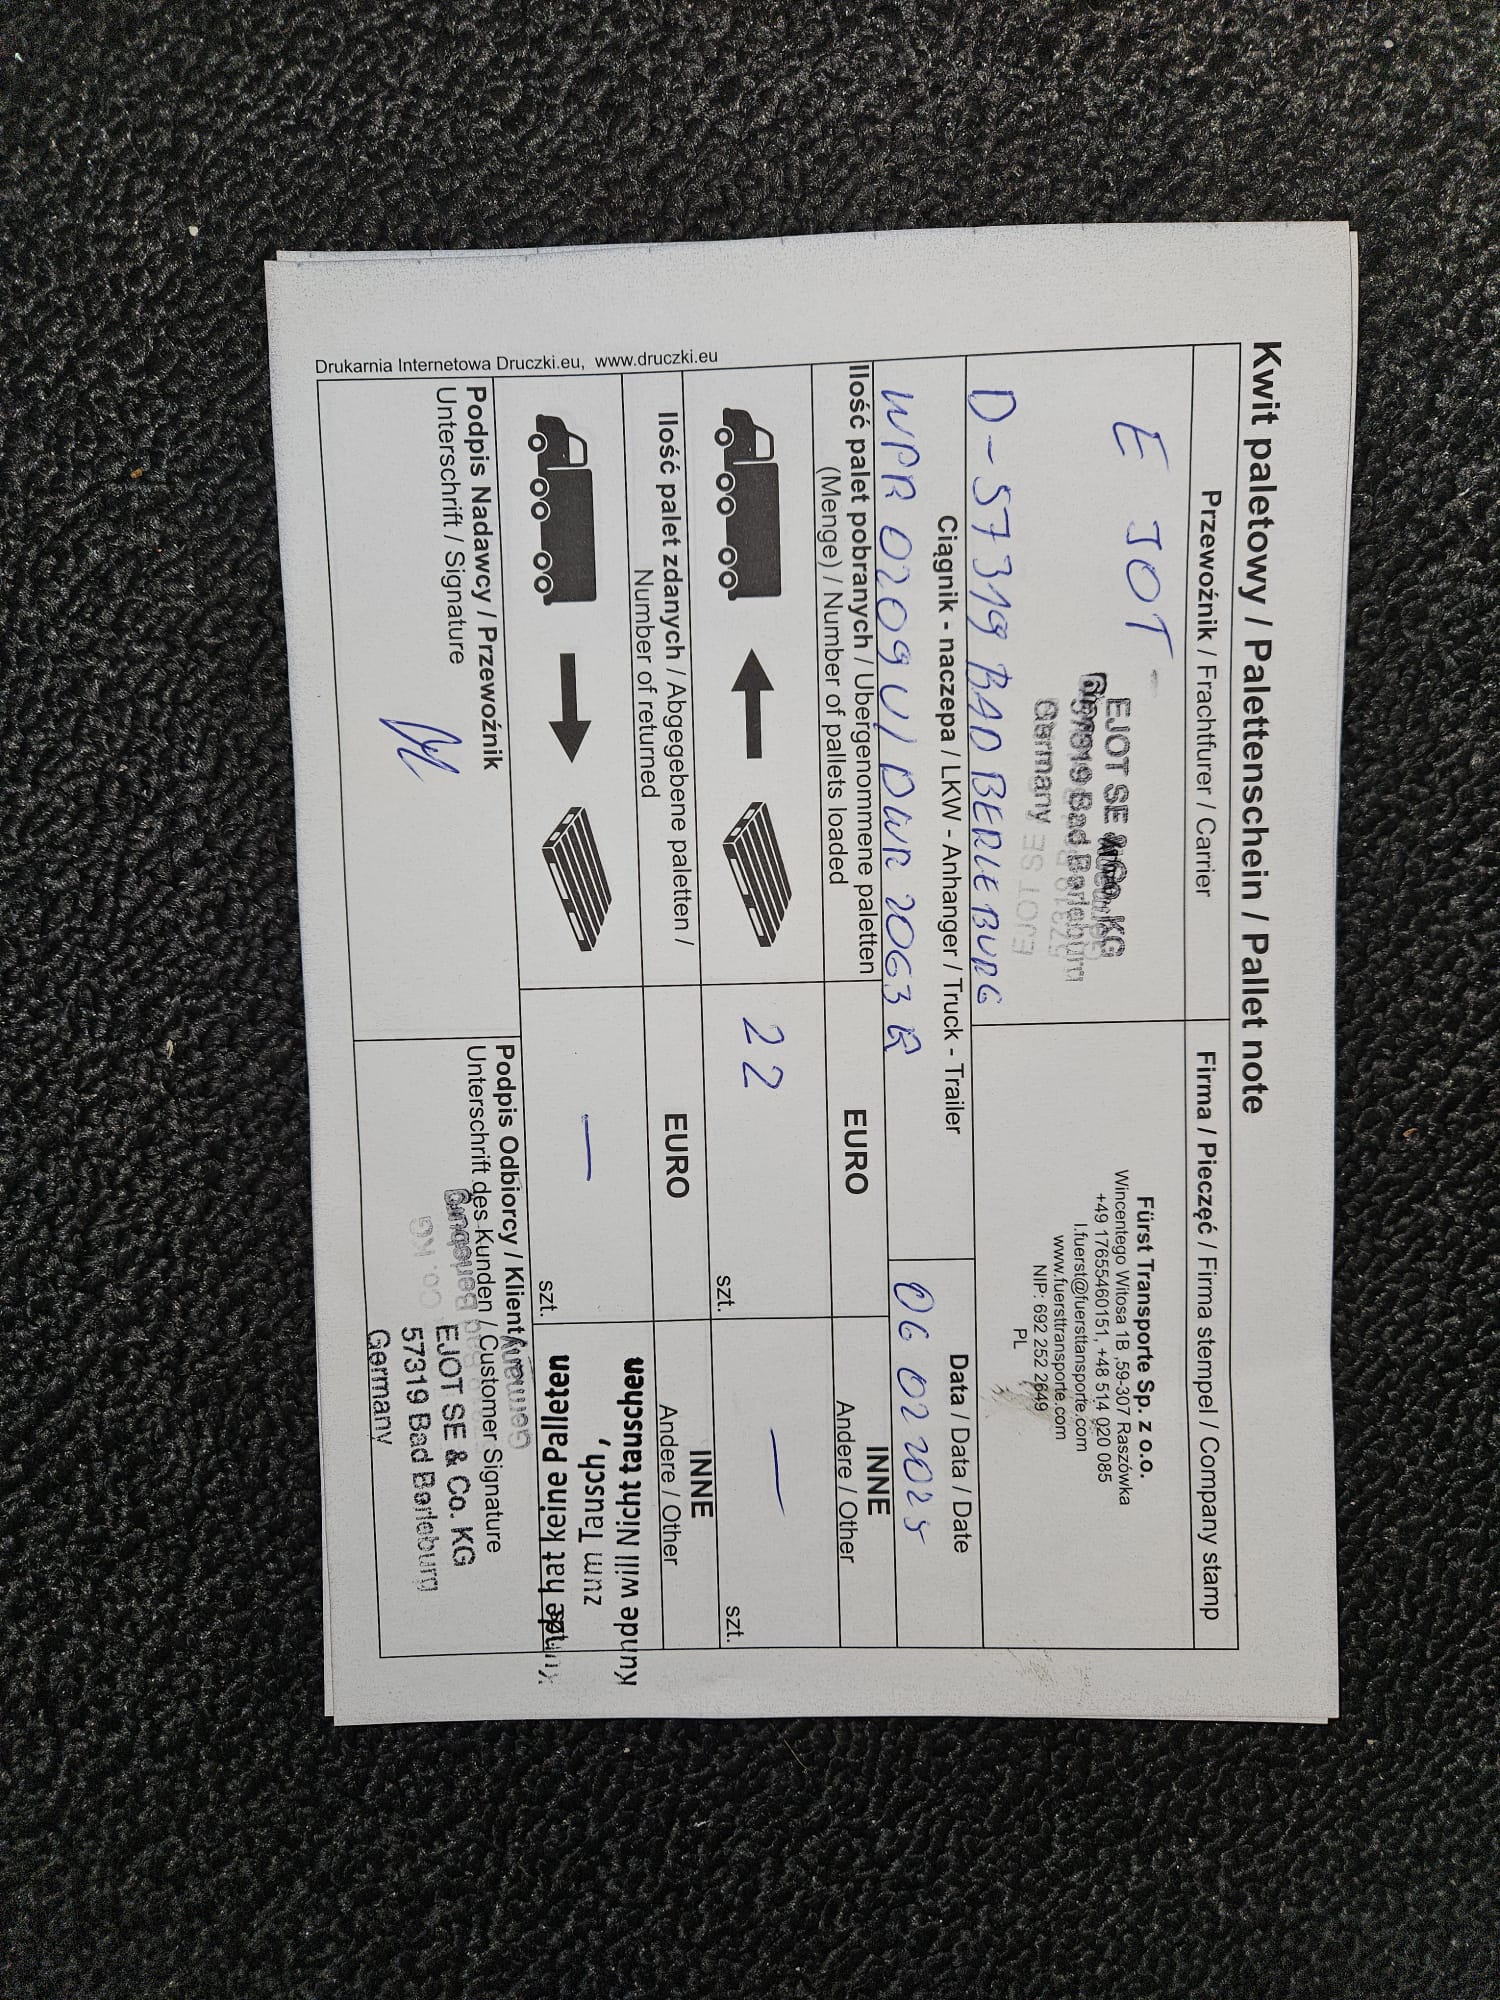 Kwit paletowy / Palettenschein / Pallet note
Przewoźnik / Frachtfurer / Carrier
Firma / Pieczęć / Firma stempel / Company stamp
E JOT
EJOT SE & Co. KG
57319 Bad Berleburg
Germany
D-57319 BAD BERLEBURG
Fürst Transporte Sp. z o.o.
Wincentego Witosa 1B ,59-307 Raszówka
+49 17655460151, +48 514 020 085
l.fuerst@fuersttansporte.com
www.fuersttransporte.com
NIP: 692 252 2649
PL
Ciągnik - naczepa / LKW - Anhanger / Truck - Trailer
Data / Data / Date
WPR 0209U / DWR 2063
06 02 2025
Ilość palet pobranych / Ubergenommene paletten
(Menge) / Number of pallets loaded
EURO
INNE
Andere / Other
22
—
szt.
szt.
Ilość palet zdanych / Abgegebene paletten /
Number of returned
EURO
INNE
Andere / Other
—
szt.
Kunde will Nicht tauschen
zum Tausch,
hat keine Palleten
Podpis Nadawcy / Przewoźnik
Unterschrift / Signature
Podpis Odbiorcy / Klient
Unterschrift des Kunden / Customer Signature
EJOT SE & Co. KG
57319 Bad Berleburg
Germany
Drukarnia Internetowa Druczki.eu, www.druczki.eu